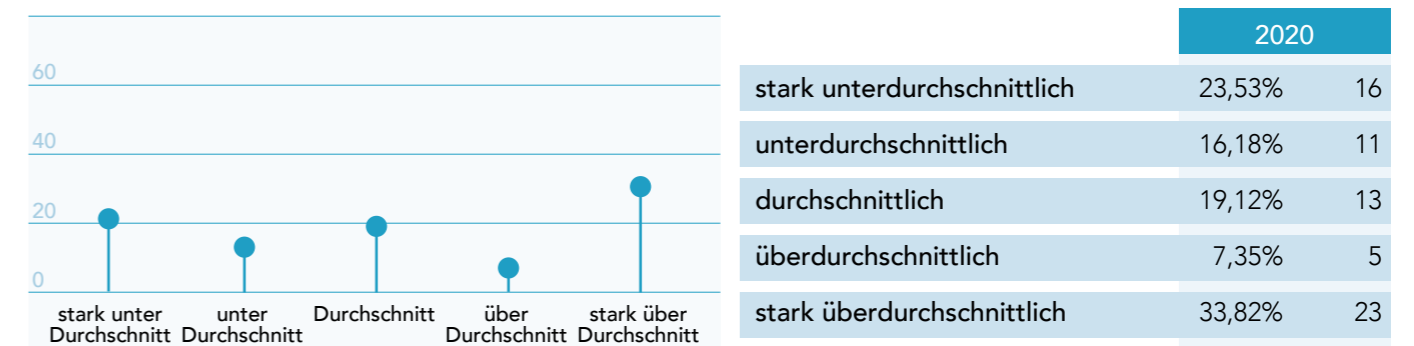 60
40
20
0
stark unter
Durchschnitt
unter
Durchschnitt
Durchschnitt
über
Durchschnitt
stark über
Durchschnitt
2020
stark unterdurchschnittlich 23,53% 16
unterdurchschnittlich 16,18% 11
durchschnittlich 19,12% 13
überdurchschnittlich 7,35% 5
stark überdurchschnittlich 33,82% 23